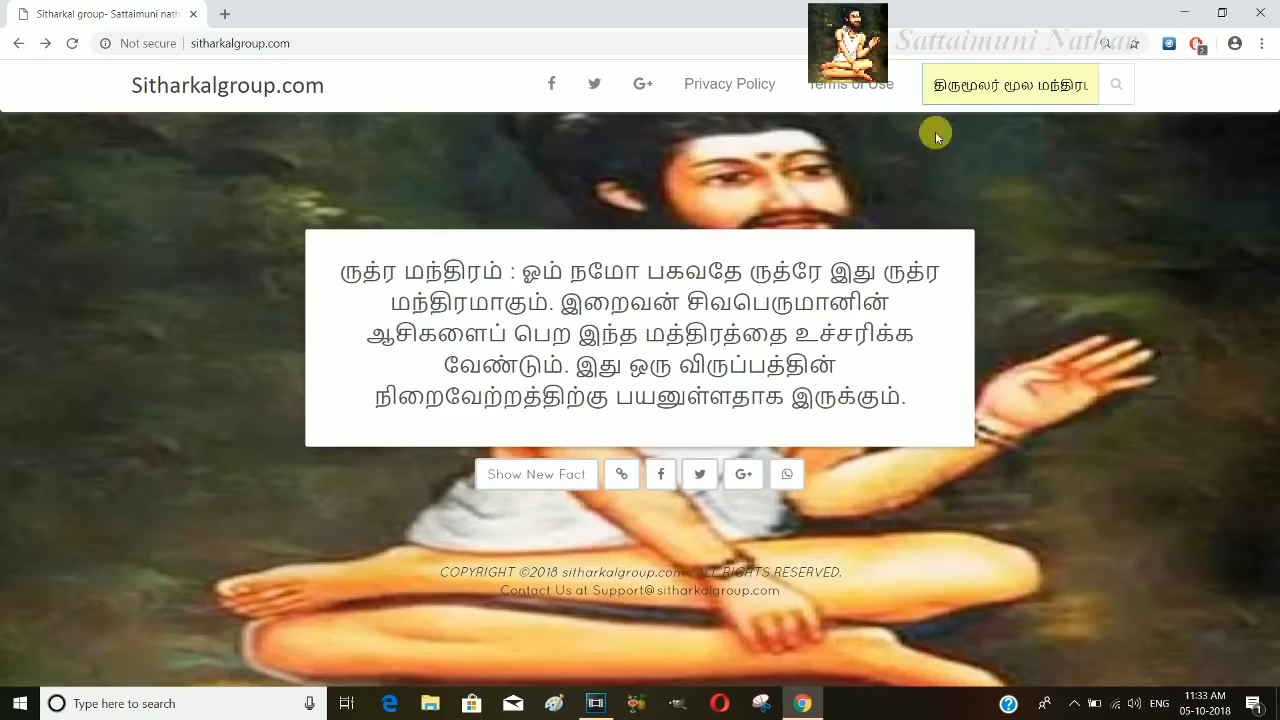 Sitharkal group- Sattaimuni nath
Not secure | sitharkalgroup.com
Sattaimuni Nathan
Sitharkalgroup.com
Privacy Policy
Terms of Use
திருமூலர் மூல
ருத்ர மந்திரம் : ஓம் நமோ பகவதே ருத்ரே இது ருத்ர
மந்திரமாகும். இறைவன் சிவபெருமானின்
ஆசிகளைப் பெற இந்த மத்திரத்தை உச்சரிக்க
வேண்டும். இது ஒரு விருப்பத்தின்
நிறைவேற்றத்திற்கு பயனுள்ளதாக இருக்கும்.
Show New Fact
COPYRIGHT ©2018 sitharkalgroup.com . ALL RIGHTS RESERVED.
Contact Us at Support@sitharkalgroup.com
Type here to search
ENG
11:33 AM
05-10-2018